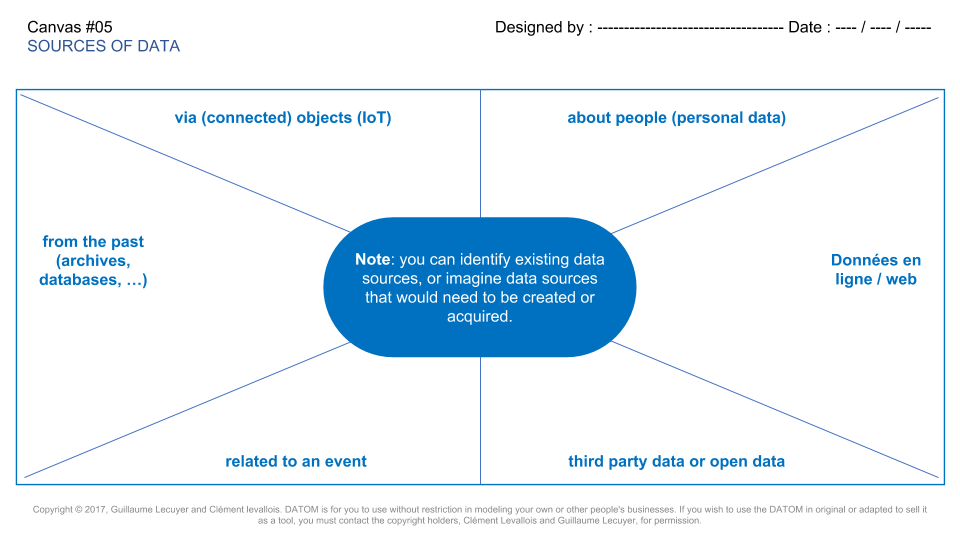 Canvas #05
SOURCES OF DATA
Designed by : ----------------------------------- Date : ---- / ---- / -----
via (connected) objects (IoT)
about people (personal data)
from the past
(archives,
databases, …)
Note: you can identify existing data
sources, or imagine data sources
that would need to be created or
acquired.
Données en
ligne / web
related to an event
third party data or open data
Copyright © 2017, Guillaume Lecuyer and Clément levallois. DATOM is for you to use without restriction in modeling your own or other people's businesses. If you wish to use the DATOM in original or adapted to sell it
as a tool, you must contact the copyright holders, Clément Levallois and Guillaume Lecuyer, for permission.